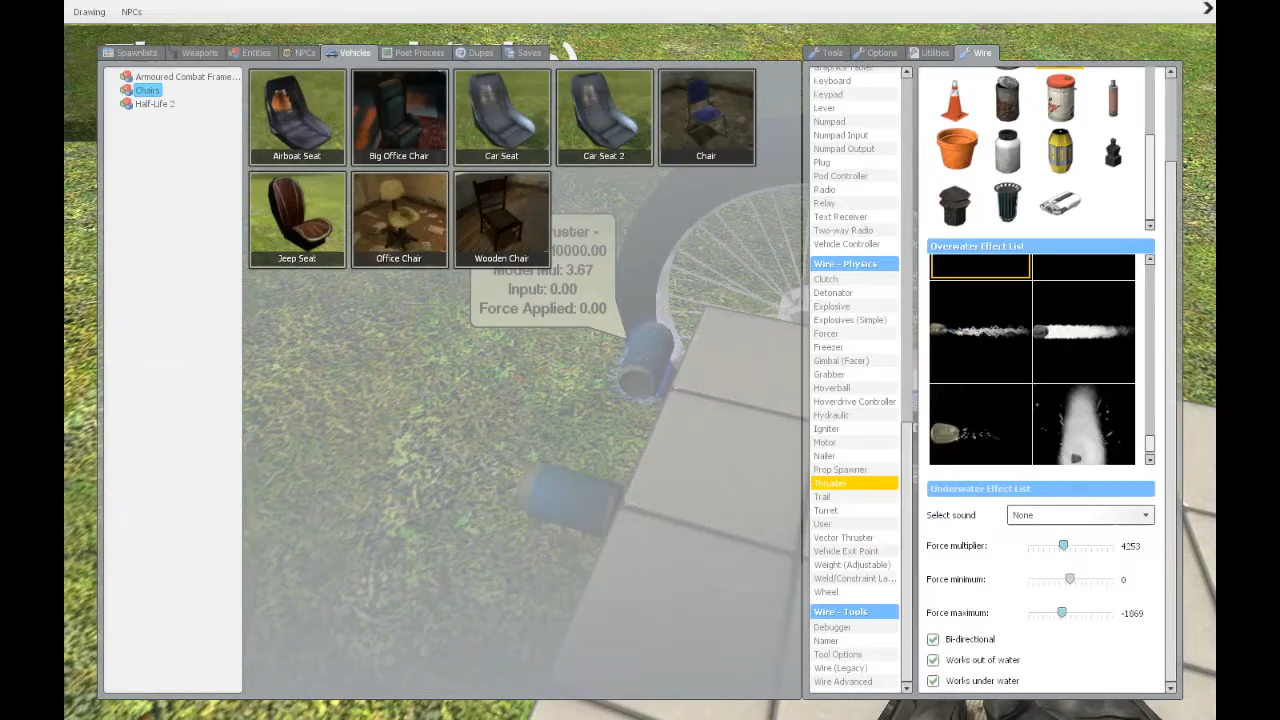 Drawing NPCs
Spawnlists Weapons Entities NPCs Vehicles Post Process Dupes Saves
Armoured Combat Frame...
Chairs
Half-Life 2
Airboat Seat
Big Office Chair
Car Seat
Car Seat 2
Chair
Jeep Seat
Office Chair
Wooden Chair
10000.00
Model Mul: 3.67
Input: 0.00
Force Applied: 0.00
Tools Options Utilities Wire
Graphics Tablet
Keyboard
Keypad
Lever
Numpad
Numpad Input
Numpad Output
Plug
Pod Controller
Radio
Relay
Text Receiver
Two-way Radio
Vehicle Controller
Wire - Physics
Clutch
Detonator
Explosive
Explosives (Simple)
Forcer
Freezer
Gimbal (Facer)
Grabber
Hoverball
Hoverdrive Controller
Hydraulic
Igniter
Motor
Nailer
Prop Spawner
Thruster
Trail
Turret
User
Vector Thruster
Vehicle Exit Point
Weight (Adjustable)
Weld/Constraint La...
Wheel
Wire - Tools
Debugger
Namer
Tool Options
Wire (Legacy)
Wire Advanced
Overwater Effect List
Underwater Effect List
Select sound None
Force multiplier: 4253
Force minimum: 0
Force maximum: -1869
Bi-directional
Works out of water
Works under water